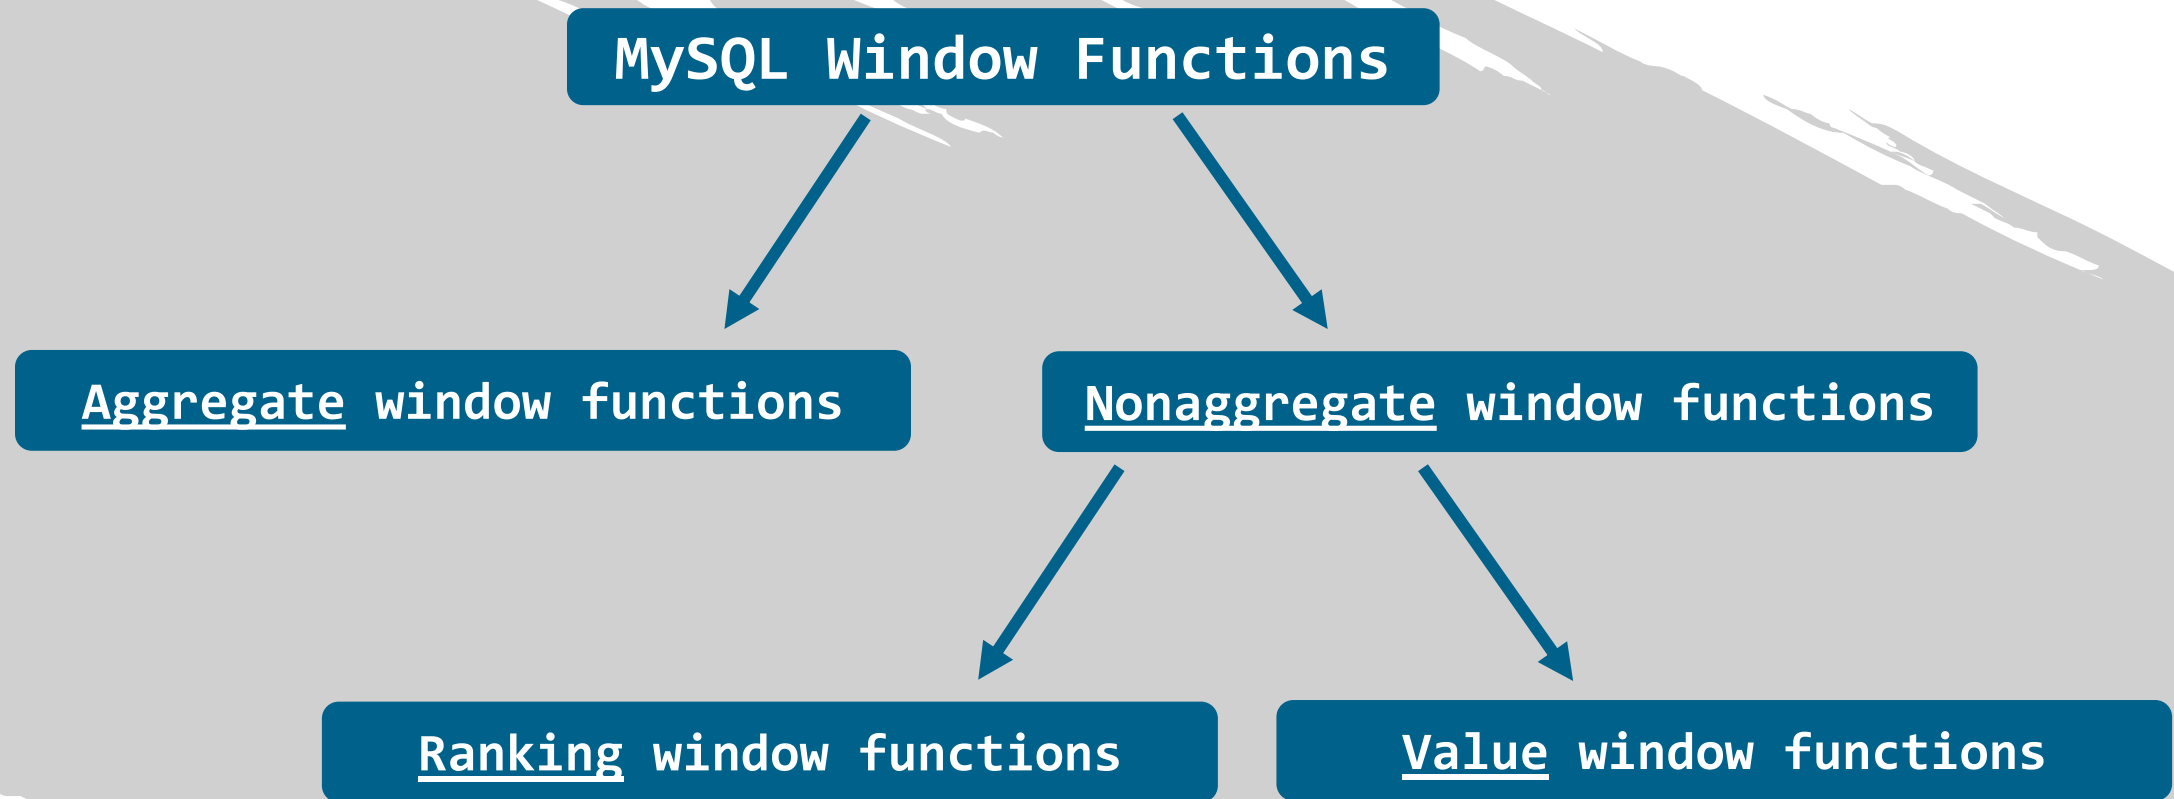 MySQL Window Functions
Aggregate window functions
Nonaggregate window functions
Ranking window functions
Value window functions